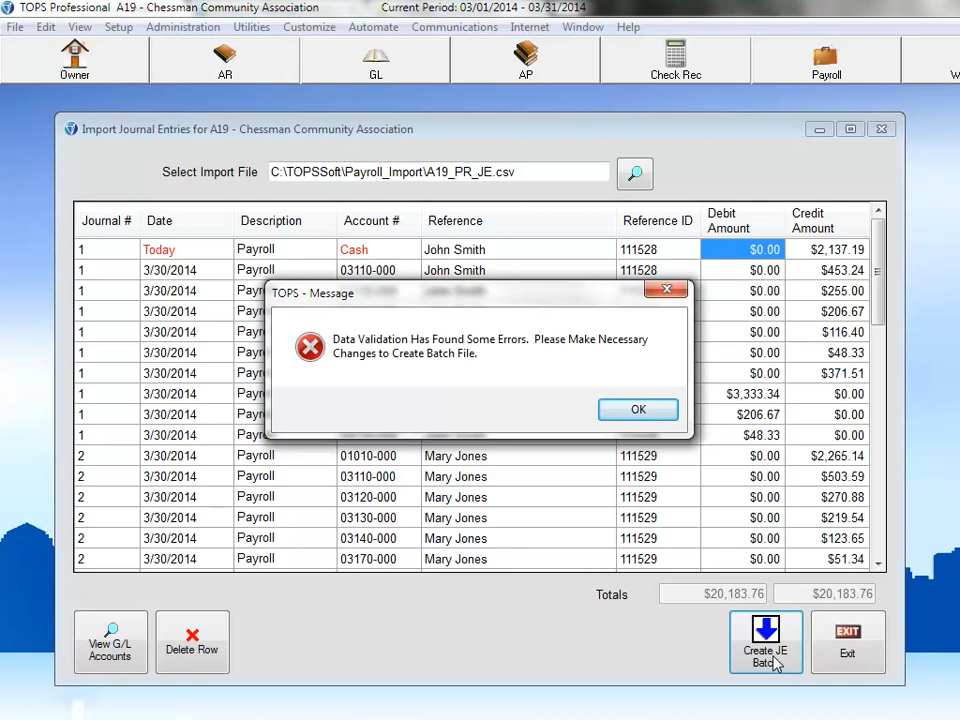 TOPS Professional A19 - Chessman Community Association Current Period: 03/01/2014 - 03/31/2014
File Edit View Setup Administration Utilities Customize Automate Communications Internet Window Help
Owner AR GL AP Check Rec Payroll W
Import Journal Entries for A19 - Chessman Community Association
Select Import File C:\TOPSSoft\Payroll_Import\A19_PR_JE.csv
Journal # Date Description Account # Reference Reference ID Debit Amount Credit Amount
1 Today Payroll Cash John Smith 111528 $0.00 $2,137.19
1 3/30/2014 Payroll 03110-000 John Smith 111528 $0.00 $453.24
1 3/30/2014 $255.00
1 3/30/2014 $206.67
1 3/30/2014 $116.40
1 3/30/2014 $48.33
1 3/30/2014 $371.51
1 3/30/2014 $3,333.34 $0.00
1 3/30/2014 $206.67 $0.00
1 3/30/2014 $48.33 $0.00
TOPS - Message
Data Validation Has Found Some Errors. Please Make Necessary
Changes to Create Batch File.
OK
2 3/30/2014 Payroll 01010-000 Mary Jones 111529 $0.00 $2,265.14
2 3/30/2014 Payroll 03110-000 Mary Jones 111529 $0.00 $503.59
2 3/30/2014 Payroll 03120-000 Mary Jones 111529 $0.00 $270.88
2 3/30/2014 Payroll 03130-000 Mary Jones 111529 $0.00 $219.54
2 3/30/2014 Payroll 03140-000 Mary Jones 111529 $0.00 $123.65
2 3/30/2014 Payroll 03170-000 Mary Jones 111529 $0.00 $51.34
Totals $20,183.76 $20,183.76
View G/L
Accounts
Delete Row
Create JE
Batch
EXIT
Exit